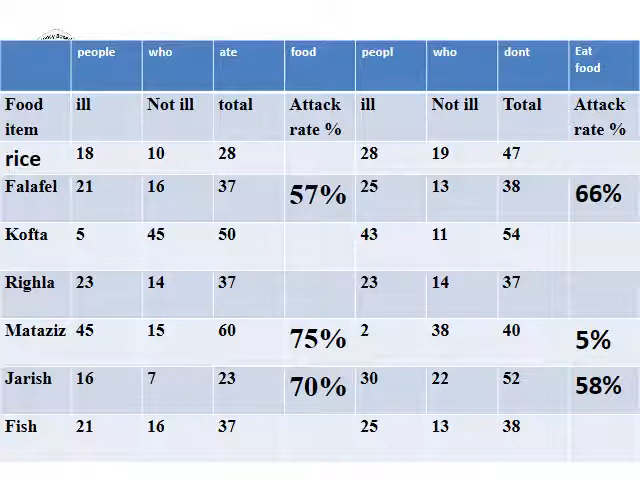 people who ate food peopl who dont Eat food
Food item ill Not ill total Attack rate % ill Not ill Total Attack rate %
rice 18 10 28 28 19 47
Falafel 21 16 37 57% 25 13 38 66%
Kofta 5 45 50 43 11 54
Righla 23 14 37 23 14 37
Mataziz 45 15 60 75% 2 38 40 5%
Jarish 16 7 23 70% 30 22 52 58%
Fish 21 16 37 25 13 38